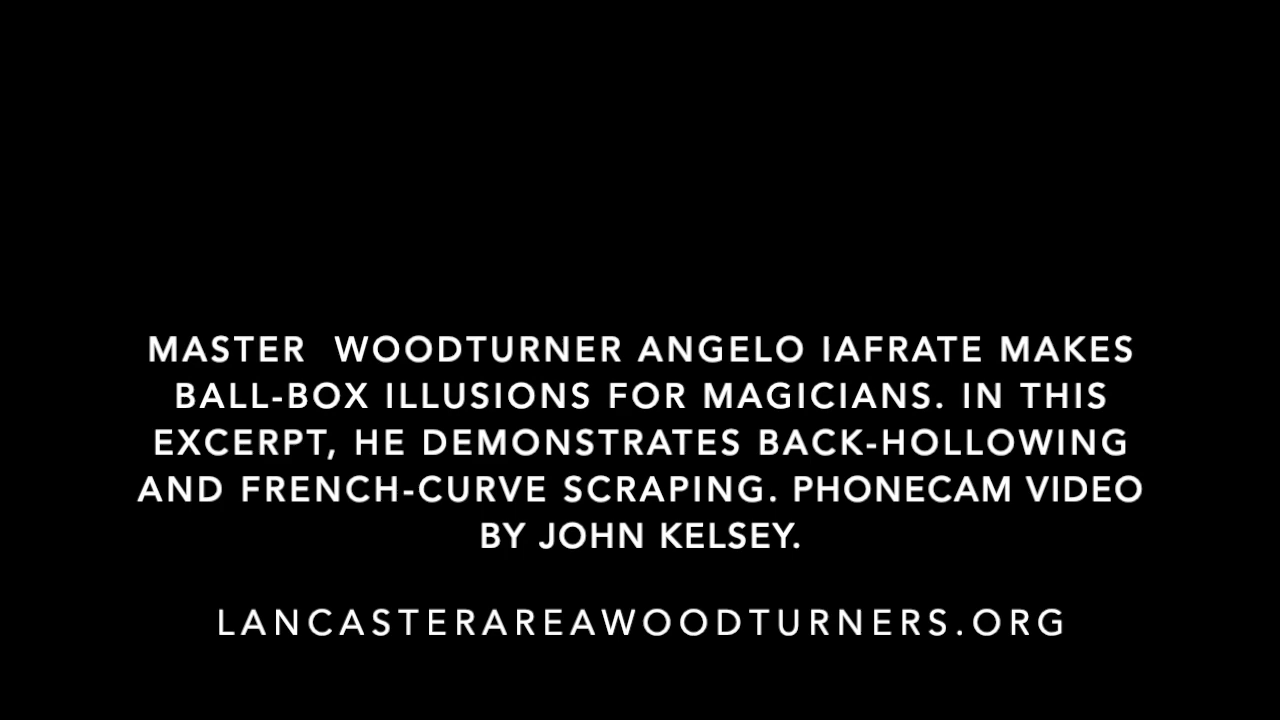 MASTER  WOODTURNER ANGELO IAFRATE MAKES
BALL-BOX ILLUSIONS FOR MAGICIANS. IN THIS
EXCERPT, HE DEMONSTRATES BACK-HOLLOWING
AND FRENCH-CURVE SCRAPING. PHONECAM VIDEO
BY JOHN KELSEY.
LANCASTERAREAWOODTURNERS.ORG